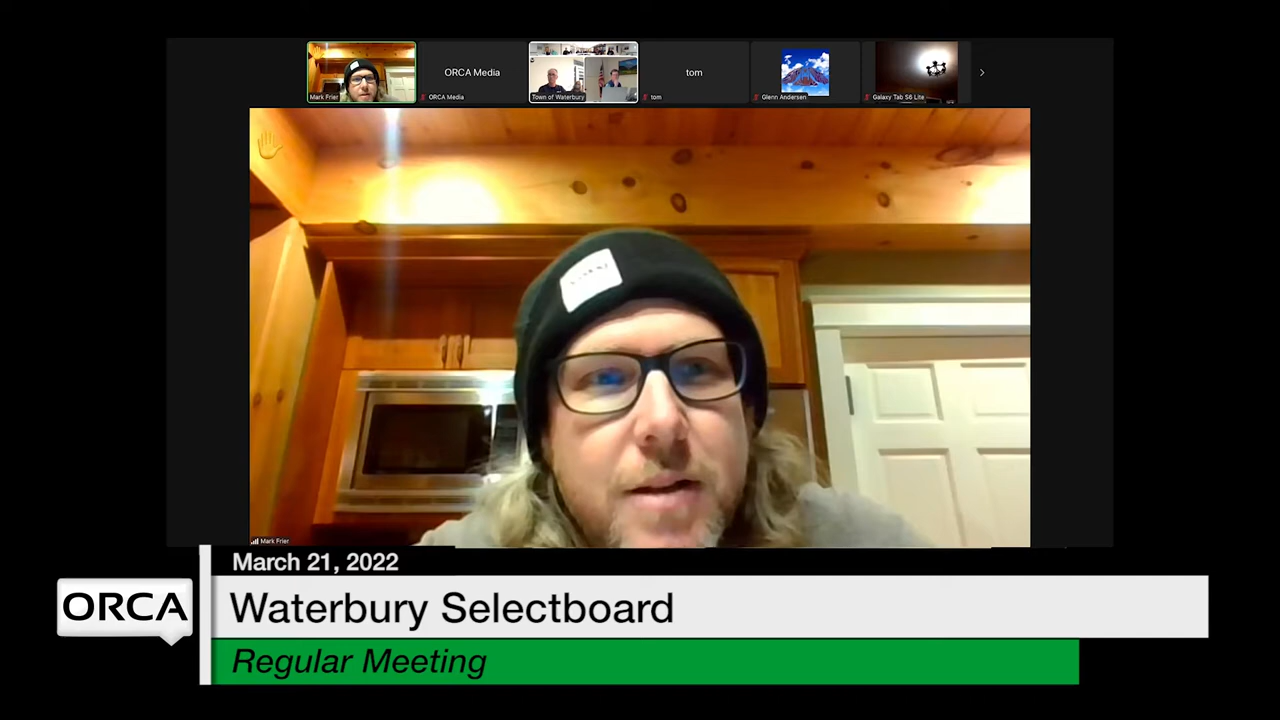 Mark Frier
ORCA Media
ORCA Media
Town of Waterbury
tom
tom
Glenn Andersen
Galaxy Tab S6 Lite
Mark Frier
March 21, 2022
ORCA
Waterbury Selectboard
Regular Meeting